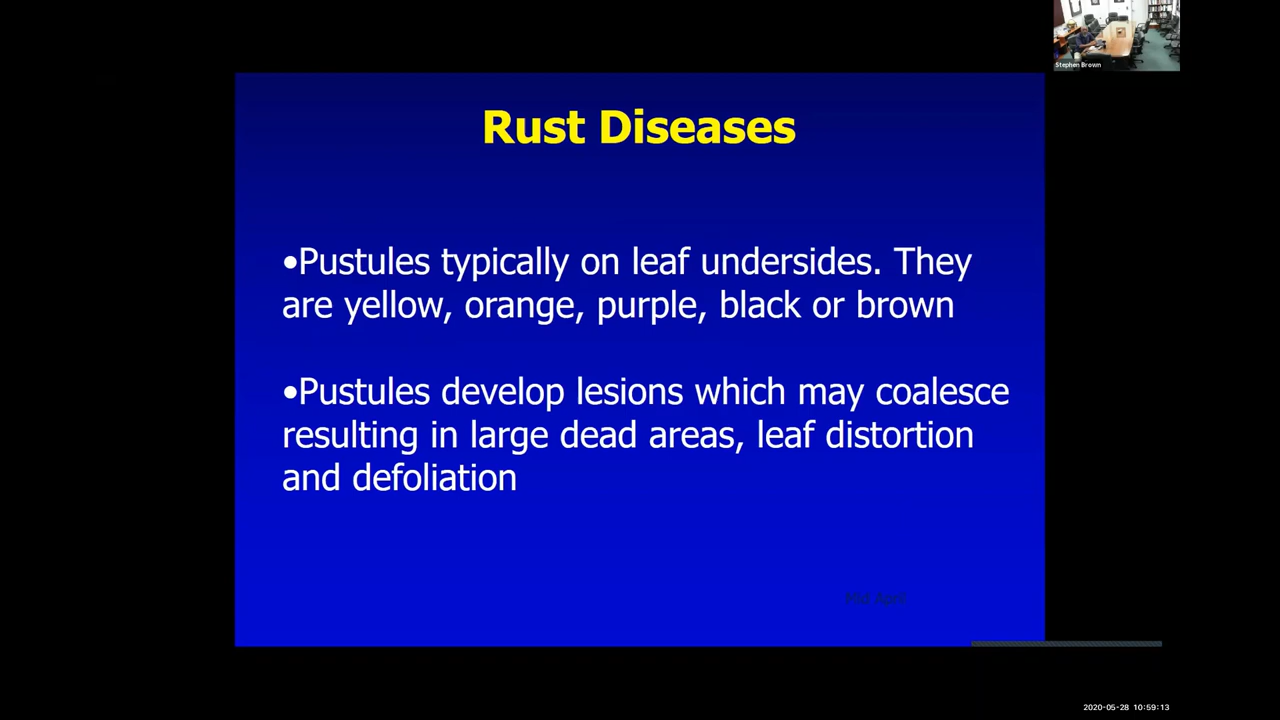 Stephen Brown
Rust Diseases
•Pustules typically on leaf undersides. They
are yellow, orange, purple, black or brown
•Pustules develop lesions which may coalesce
resulting in large dead areas, leaf distortion
and defoliation
Mid April
2020-05-28 10:59:13